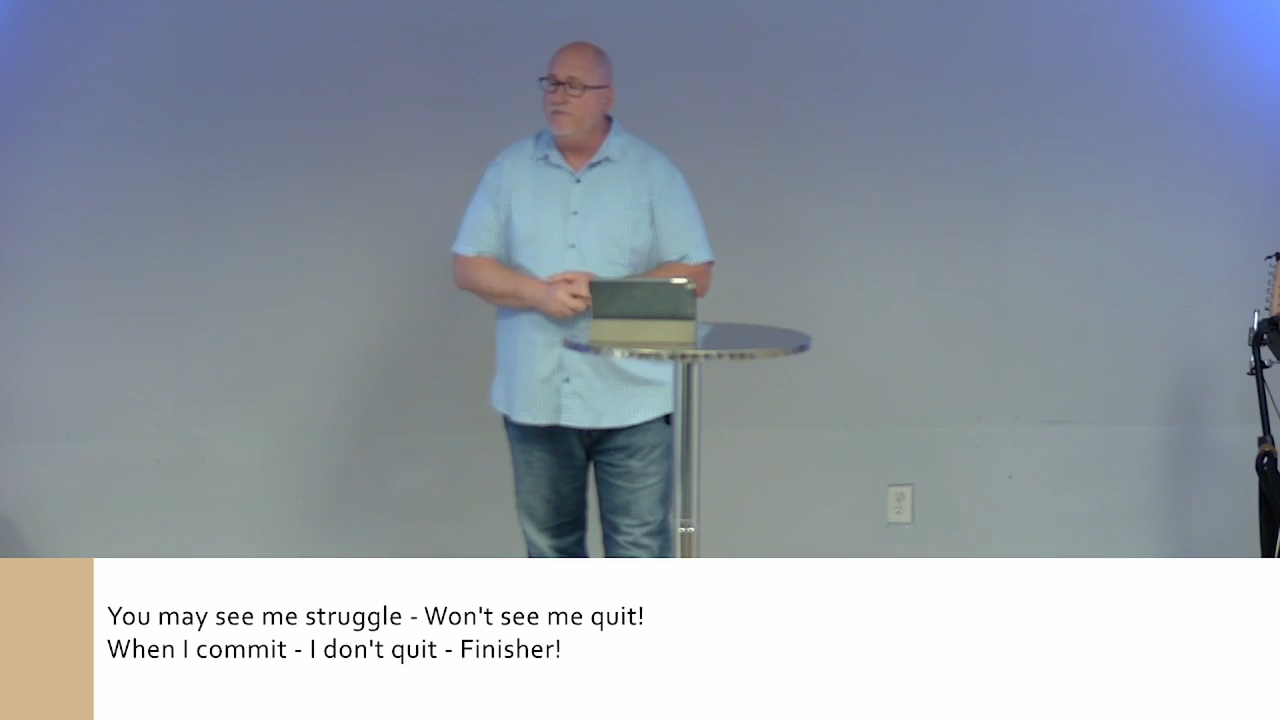 You may see me struggle - Won't see me quit!
When I commit - I don't quit - Finisher!